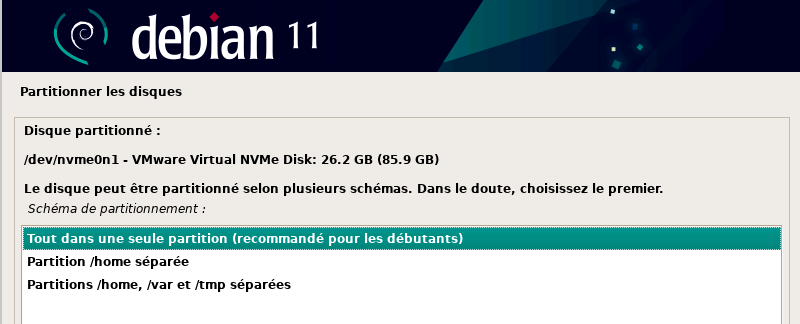 debian 11
Partitionner les disques
Disque partitionné :
/dev/nvme0n1 - VMware Virtual NVMe Disk: 26.2 GB (85.9 GB)
Le disque peut être partitionné selon plusieurs schémas. Dans le doute, choisissez le premier.
Schéma de partitionnement :
Tout dans une seule partition (recommandé pour les débutants)
Partition /home séparée
Partitions /home, /var et /tmp séparées